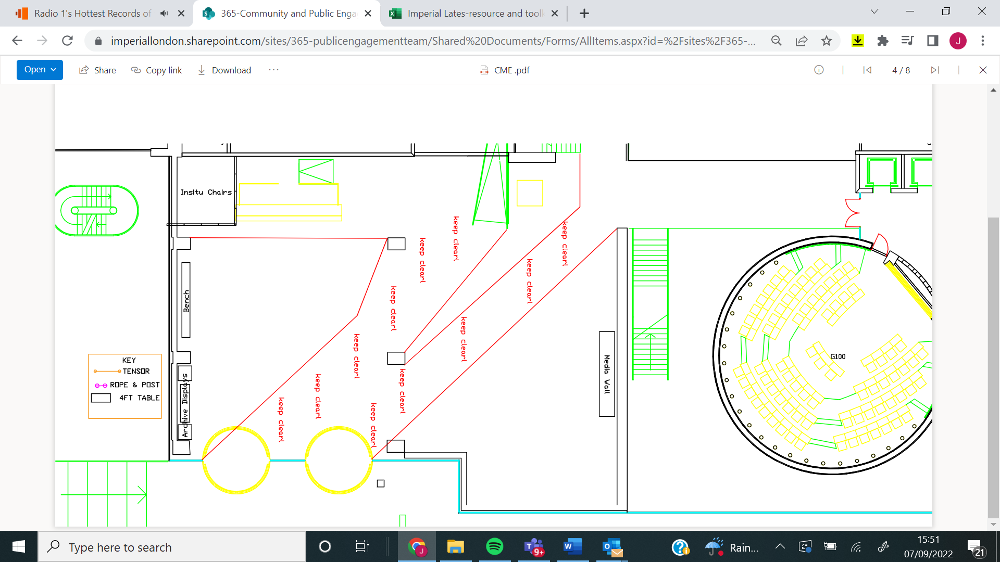 Radio 1's Hottest Records of
365-Community and Public Enga
Imperial Lates-resource and toolk
imperiallondon.sharepoint.com/sites/365-publicengagementteam/Shared%20Documents/Forms/AllItems.aspx?id=%2Fsites%2F365-...
J
Open
Share
Copy link
Download
...
CME .pdf
4 / 8
InsItu ChaIrs
keep clear!
keep clear!
keep clear!
keep clear!
keep clear!
keep clear!
keep clear!
keep clear!
keep clear!
keep clear!
keep clear!
keep clear!
Bench
Archive Displays
MedIa Wall
G100
KEY
TENSOR
ROPE & POST
4FT TABLE
Type here to search
9+
Rain...
15:51
07/09/2022
21